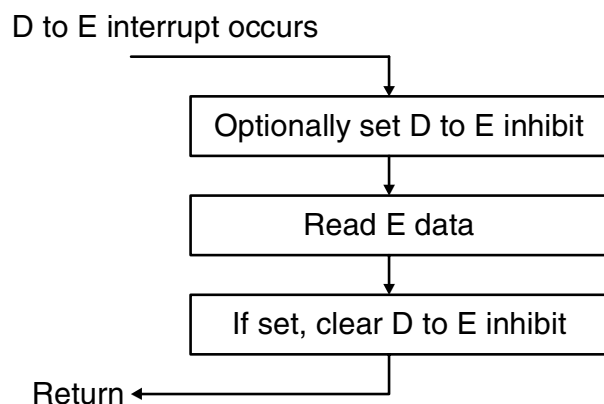 D to E interrupt occurs
Optionally set D to E inhibit
Read E data
If set, clear D to E inhibit
Return